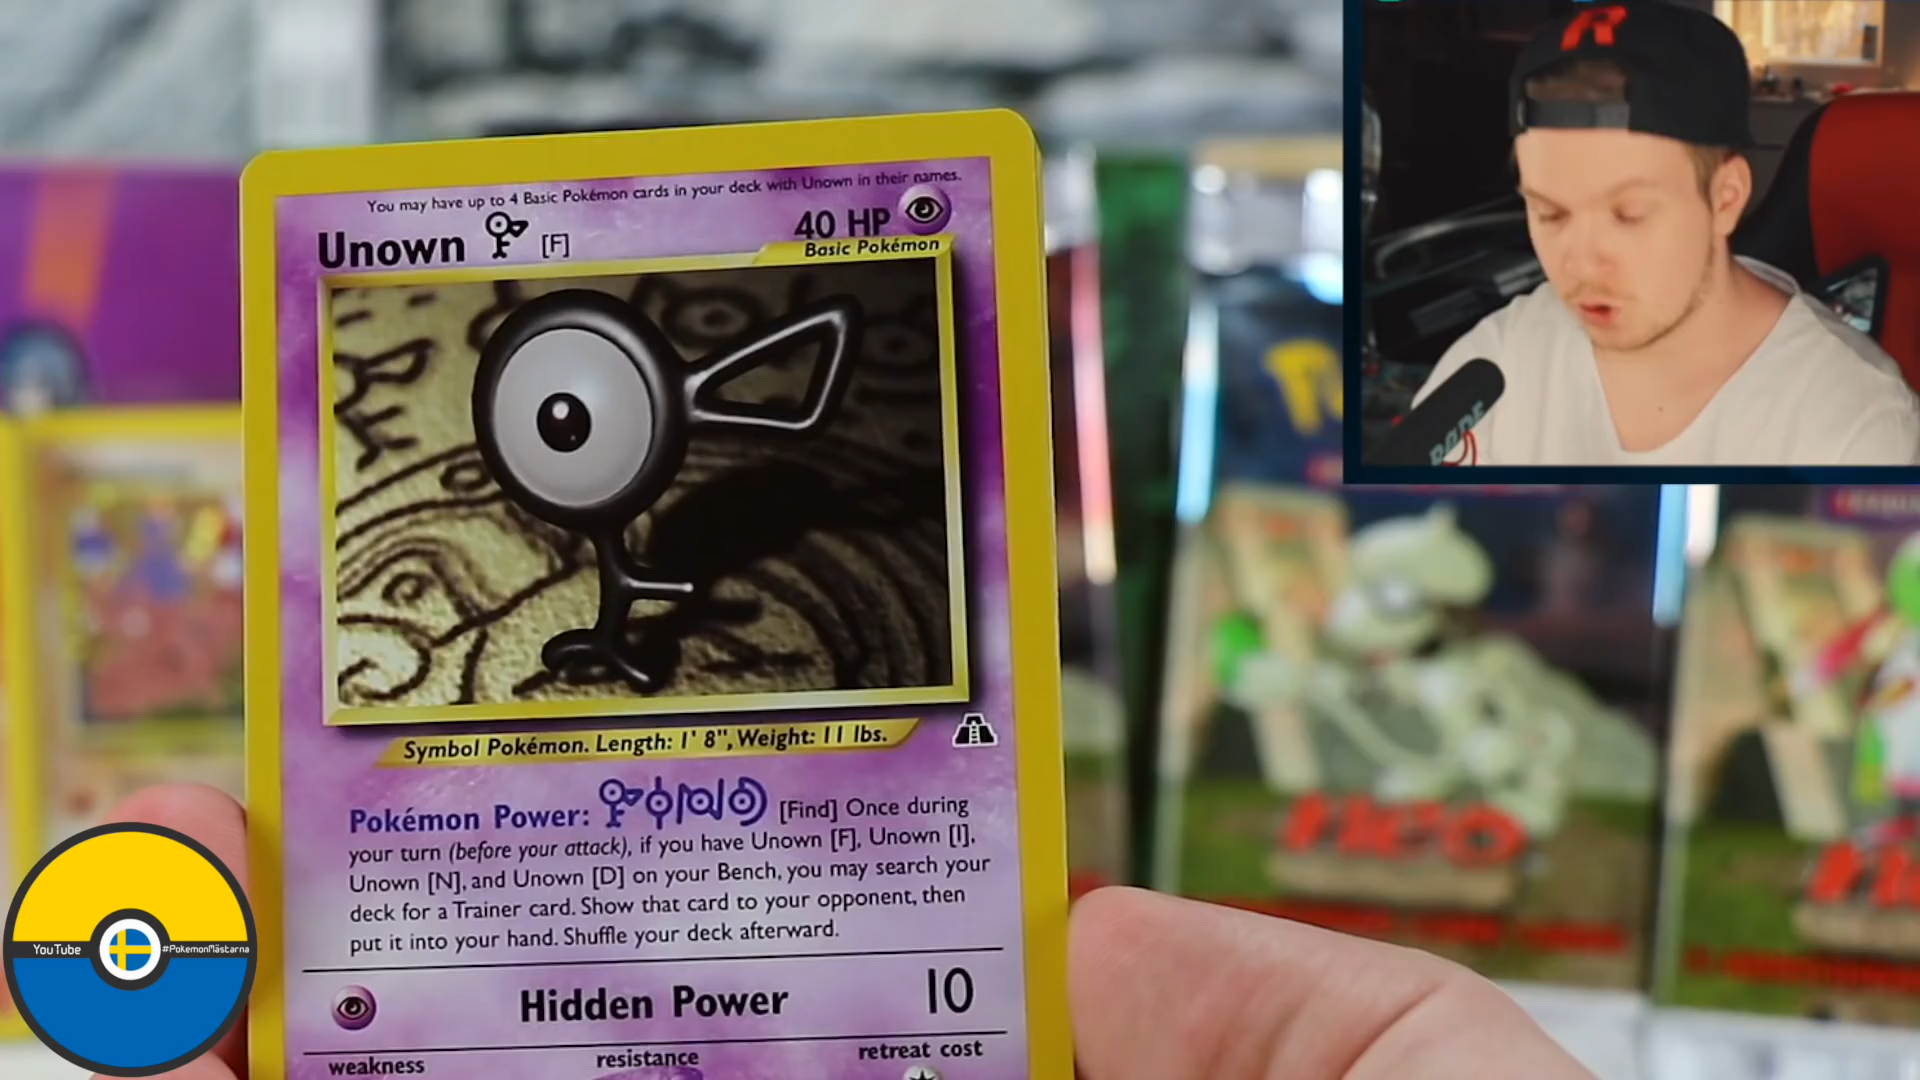 You may have up to 4 Basic Pokémon cards in your deck with Unown in their names.
Unown [F] 40 HP
Basic Pokémon
Symbol Pokémon. Length: 1' 8", Weight: 11 lbs.
Pokémon Power: [Find] Once during
your turn (before your attack), if you have Unown [F], Unown [I],
Unown [N], and Unown [D] on your Bench, you may search your
deck for a Trainer card. Show that card to your opponent, then
put it into your hand. Shuffle your deck afterward.
Hidden Power 10
weakness resistance retreat cost
YouTube #PokemonMästarna
R
RØDE